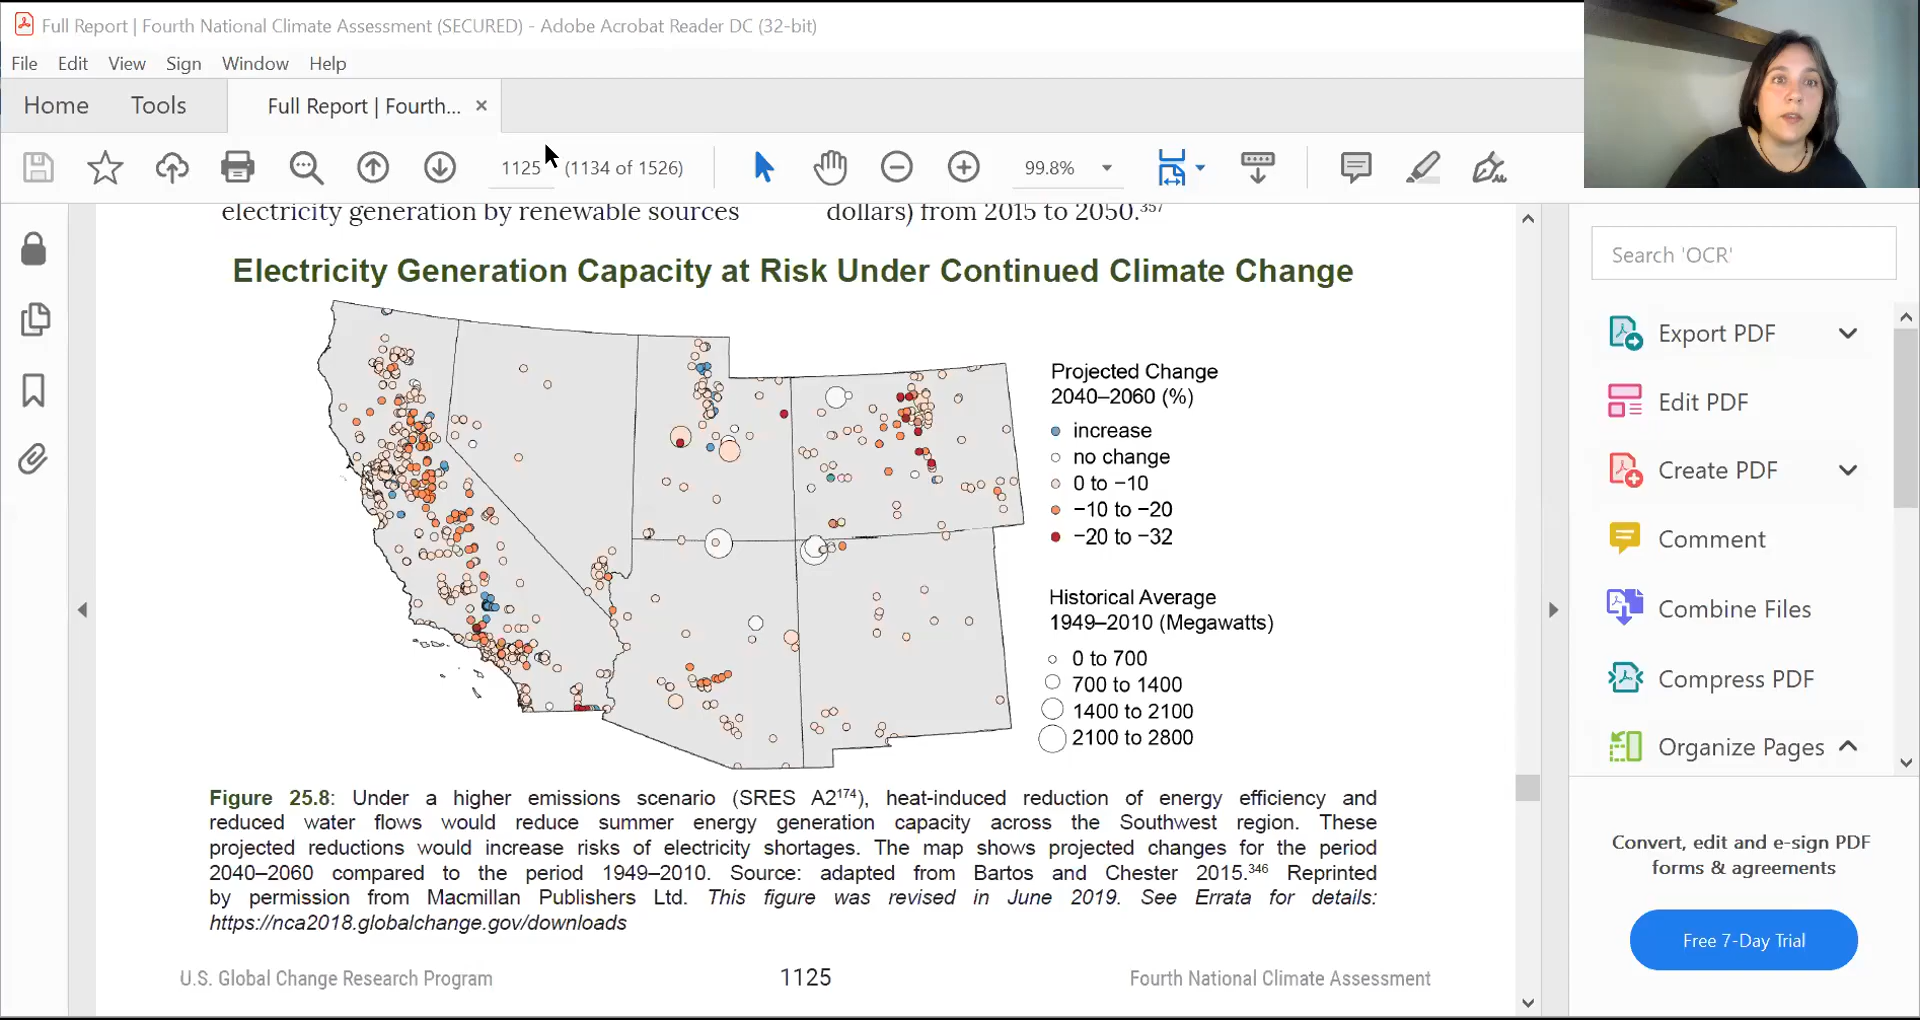 Full Report | Fourth National Climate Assessment (SECURED) - Adobe Acrobat Reader DC (32-bit)
File Edit View Sign Window Help
Home Tools Full Report | Fourth... ×
1125 (1134 of 1526) 99.8%
electricity generation by renewable sources
dollars) from 2015 to 2050.357
Electricity Generation Capacity at Risk Under Continued Climate Change
Projected Change
2040–2060 (%)
increase
no change
0 to −10
−10 to −20
−20 to −32
Historical Average
1949–2010 (Megawatts)
0 to 700
700 to 1400
1400 to 2100
2100 to 2800
Figure 25.8: Under a higher emissions scenario (SRES A2174), heat-induced reduction of energy efficiency and
reduced water flows would reduce summer energy generation capacity across the Southwest region. These
projected reductions would increase risks of electricity shortages. The map shows projected changes for the period
2040–2060 compared to the period 1949–2010. Source: adapted from Bartos and Chester 2015.346 Reprinted
by permission from Macmillan Publishers Ltd. This figure was revised in June 2019. See Errata for details:
https://nca2018.globalchange.gov/downloads
U.S. Global Change Research Program 1125 Fourth National Climate Assessment
Search 'OCR'
Export PDF
Edit PDF
Create PDF
Comment
Combine Files
Compress PDF
Organize Pages
Convert, edit and e-sign PDF
forms & agreements
Free 7-Day Trial